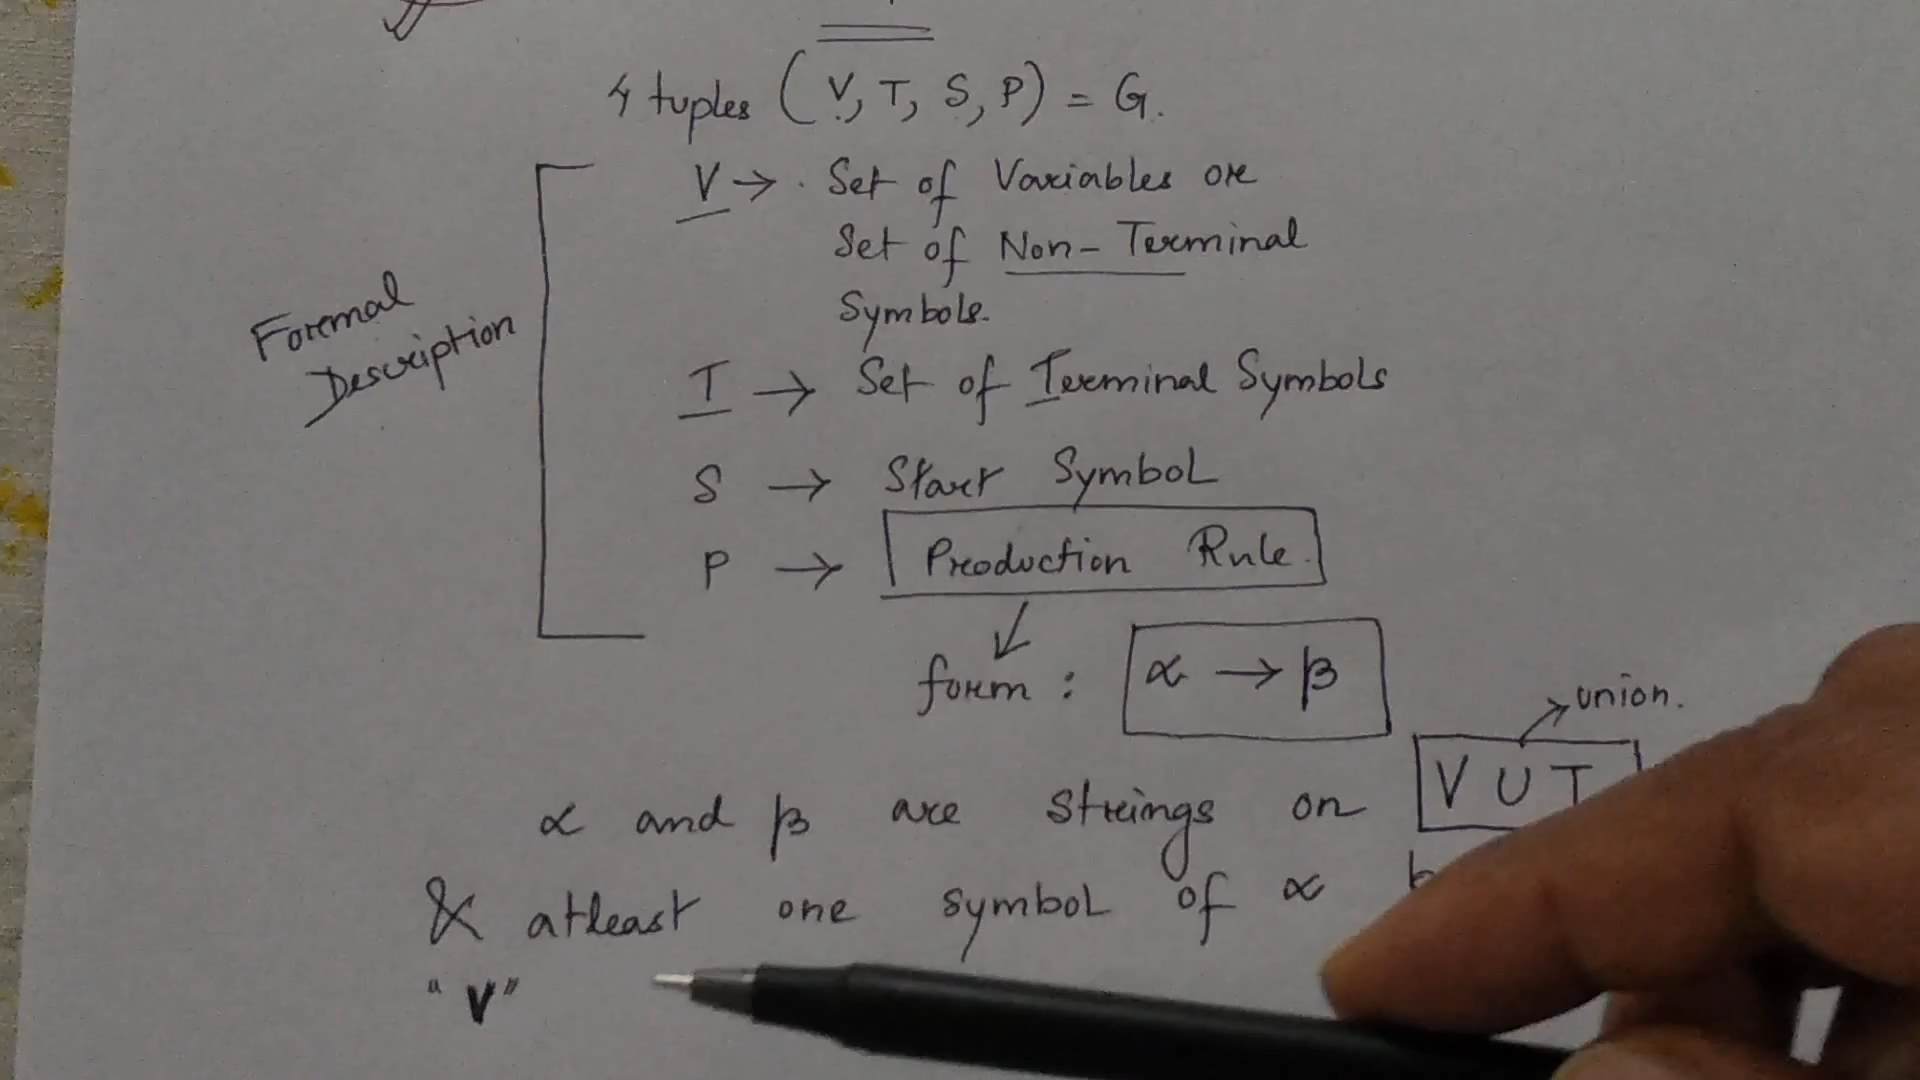 4 tuples (V, T, S, P) = G.
V → Set of Variables or
Set of Non-Terminal
Symbols.
Formal
Description
T → Set of Terminal Symbols
S → Start Symbol
P → Production Rule.
form : α → β
union.
α and β are strings on V U T
& atleast one symbol of α
"V"